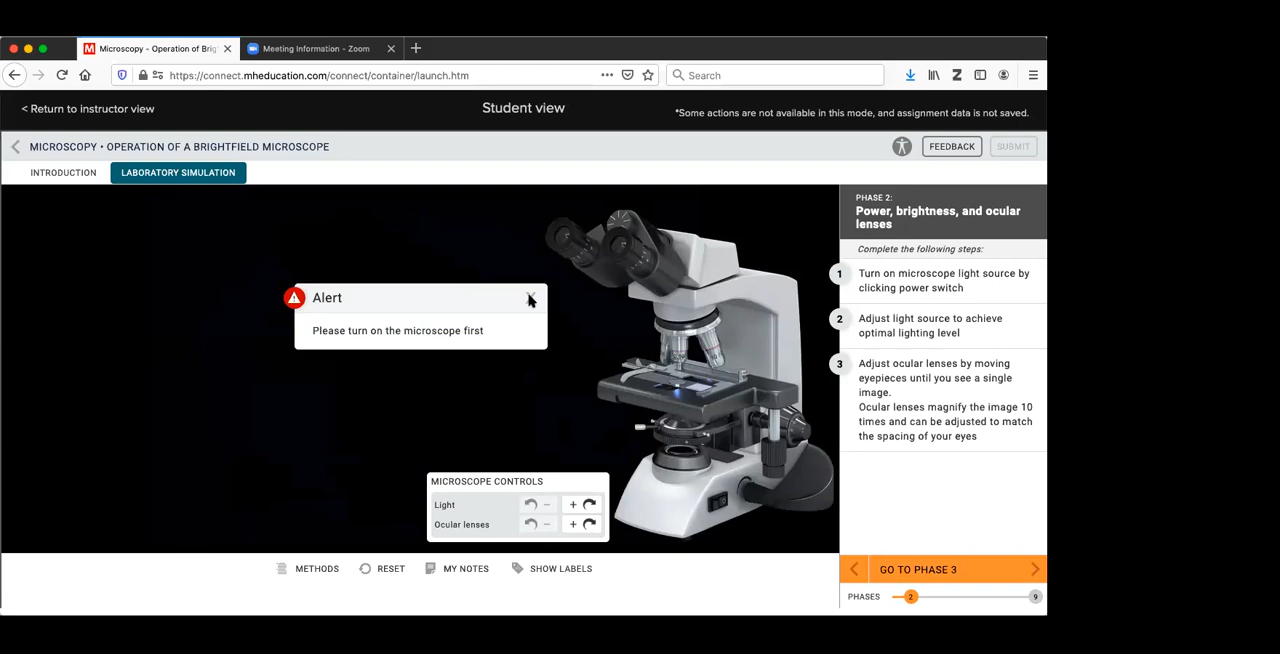 Microscopy - Operation of Brig
Meeting Information - Zoom
https://connect.mheducation.com/connect/container/launch.htm
Search
< Return to instructor view
Student view
*Some actions are not available in this mode, and assignment data is not saved.
MICROSCOPY • OPERATION OF A BRIGHTFIELD MICROSCOPE
FEEDBACK
SUBMIT
INTRODUCTION
LABORATORY SIMULATION
Alert
Please turn on the microscope first
MICROSCOPE CONTROLS
Light
Ocular lenses
METHODS
RESET
MY NOTES
SHOW LABELS
PHASE 2:
Power, brightness, and ocular
lenses
Complete the following steps:
1 Turn on microscope light source by
clicking power switch
2 Adjust light source to achieve
optimal lighting level
3 Adjust ocular lenses by moving
eyepieces until you see a single
image.
Ocular lenses magnify the image 10
times and can be adjusted to match
the spacing of your eyes
GO TO PHASE 3
PHASES 2 9